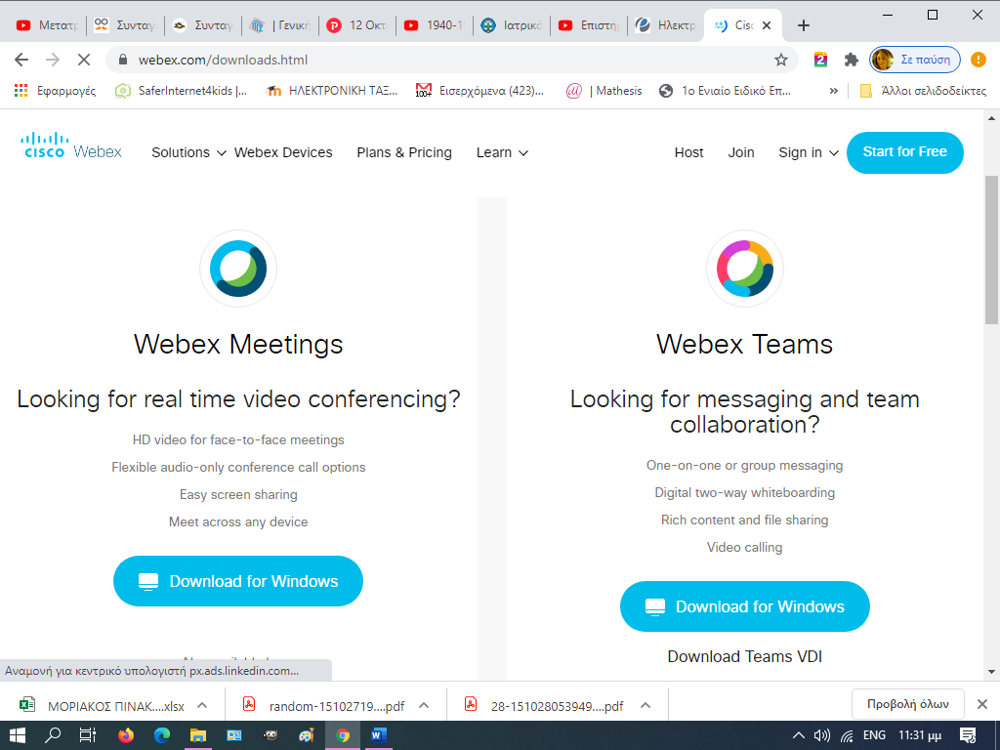 Μετατρ
Συνταγ
Συνταγ
| Γενική
12 Οκτ
1940-1
Ιατρικό
Επιστη
Ηλεκτρ
Cisc
webex.com/downloads.html
Σε παύση
Εφαρμογές
SaferInternet4kids |...
ΗΛΕΚΤΡΟΝΙΚΗ ΤΑΞ...
100+
Εισερχόμενα (423)...
| Mathesis
1ο Ενιαίο Ειδικό Επ...
»
Άλλοι σελιδοδείκτες
cisco Webex
Solutions
Webex Devices
Plans & Pricing
Learn
Host
Join
Sign in
Start for Free
Webex Meetings
Looking for real time video conferencing?
HD video for face-to-face meetings
Flexible audio-only conference call options
Easy screen sharing
Meet across any device
Download for Windows
Webex Teams
Looking for messaging and team
collaboration?
One-on-one or group messaging
Digital two-way whiteboarding
Rich content and file sharing
Video calling
Download for Windows
Download Teams VDI
Αναμονή για κεντρικό υπολογιστή px.ads.linkedin.com...
ΜΟΡΙΑΚΟΣ ΠΙΝΑΚ....xlsx
random-15102719....pdf
28-151028053949....pdf
Προβολή όλων
ENG
11:31 μμ